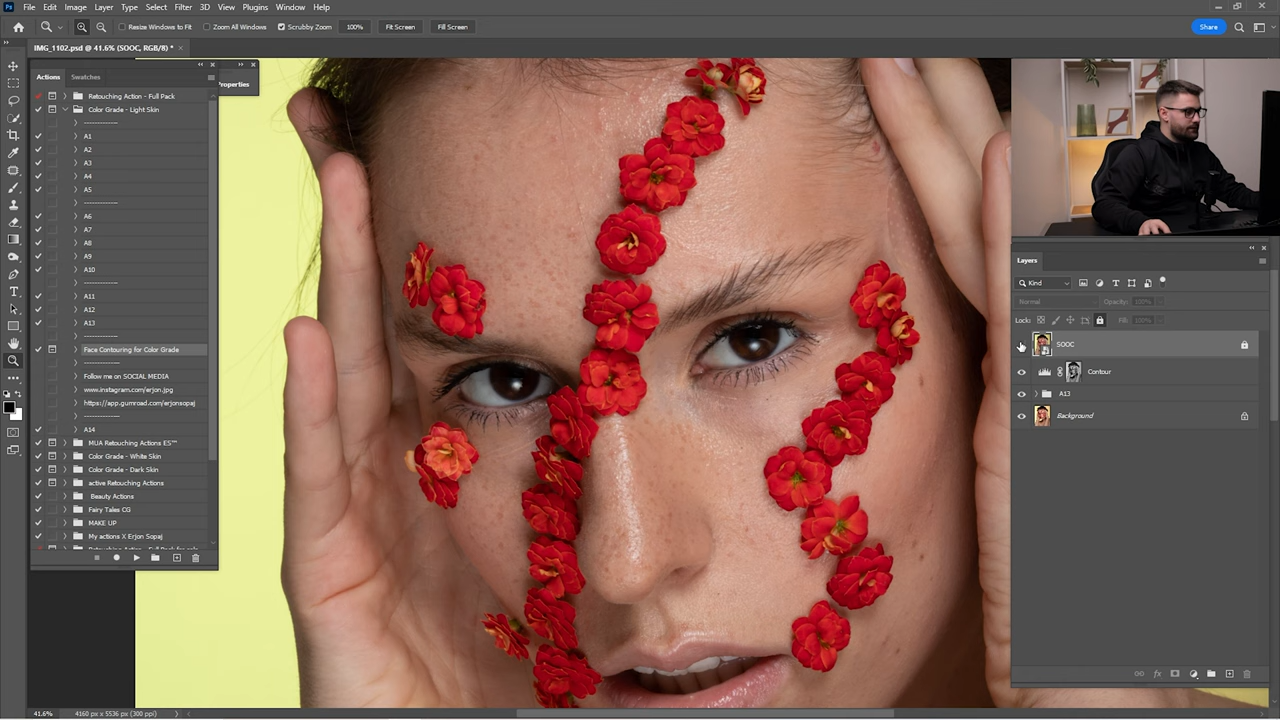 Ps File Edit Image Layer Type Select Filter 3D View Plugins Window Help
Resize Windows to Fit Zoom All Windows Scrubby Zoom 100% Fit Screen Fill Screen Share
IMG_1102.psd @ 41.6% (SOOC, RGB/8) *
Actions Swatches
Properties
Retouching Action - Full Pack
Color Grade - Light Skin
-------------
A1
A2
A3
A4
A5
-------------
A6
A7
A8
A9
A10
-------------
A11
A12
A13
-------------
Face Contouring for Color Grade
-------------
Follow me on SOCIAL MEDIA
www.instagram.com/erjon.jpg
https://app.gumroad.com/erjonsopaj
-------------
A14
MUA Retouching Actions ES™
Color Grade - White Skin
Color Grade - Dark Skin
active Retouching Actions
Beauty Actions
Fairy Tales CG
MAKE UP
My actions X Erjon Sopaj
Layers
Kind
Normal Opacity: 100%
Lock: Fill: 100%
SOOC
Contour
A13
Background
41.6% 4160 px x 5536 px (300 ppi)